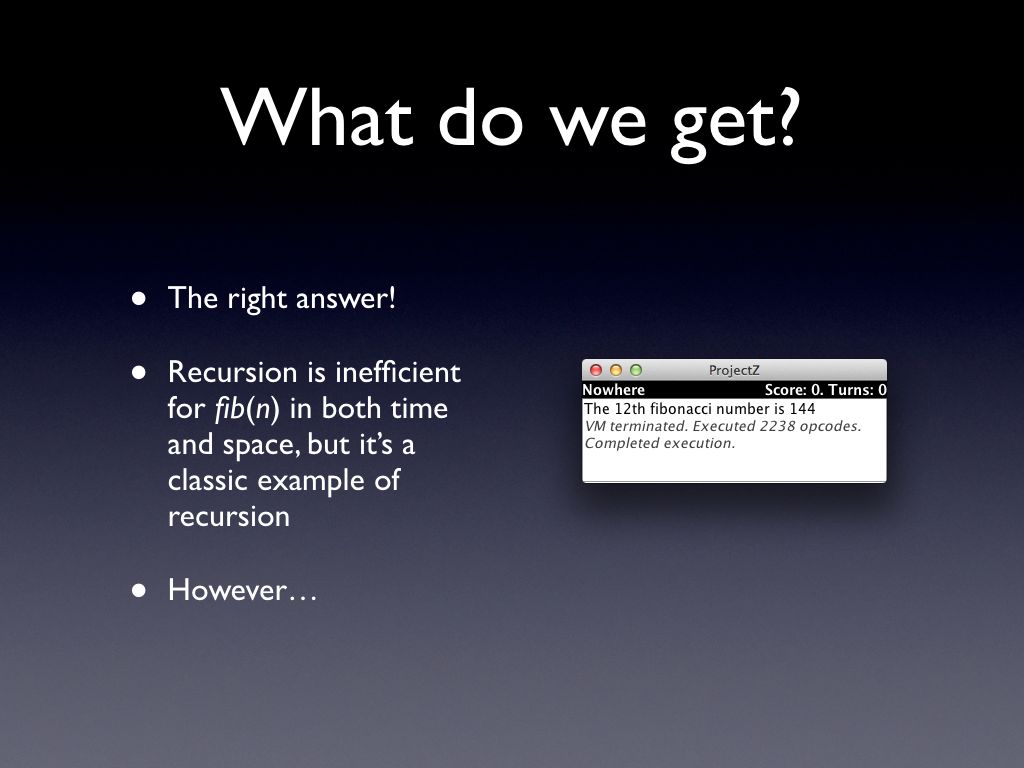 What do we get?
• The right answer!
• Recursion is inefficient
for fib(n) in both time
and space, but it's a
classic example of
recursion
• However…
ProjectZ
Nowhere Score: 0. Turns: 0
The 12th fibonacci number is 144
VM terminated. Executed 2238 opcodes.
Completed execution.